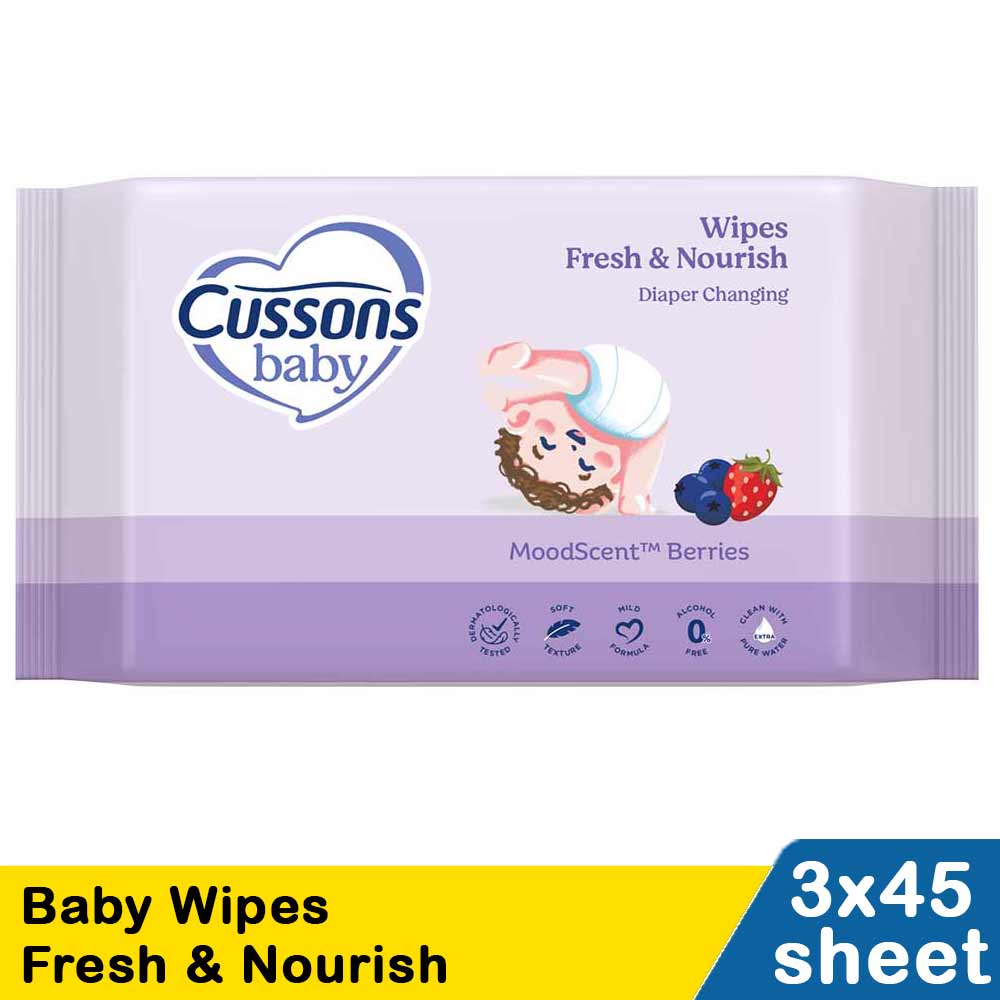 Cussons
baby
Wipes
Fresh & Nourish
Diaper Changing
MoodScent™ Berries
DERMATOLOGICALLY
TESTED
SOFT
TEXTURE
MILD
FORMULA
ALCOHOL
0%
FREE
CLEAN WITH
EXTRA
PURE WATER
Baby Wipes
Fresh & Nourish
3x45
sheet